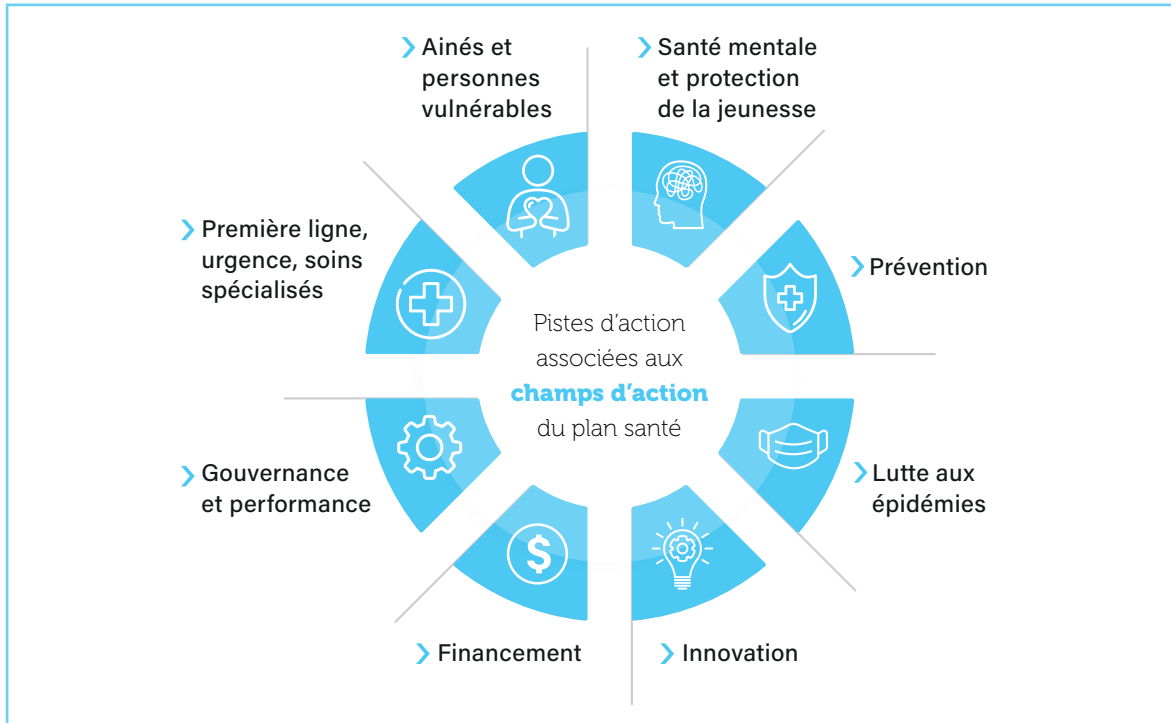 Ainés et
personnes
vulnérables
Santé mentale
et protection
de la jeunesse
Première ligne,
urgence, soins
spécialisés
Prévention
Pistes d’action
associées aux
champs d’action
du plan santé
Gouvernance
et performance
Lutte aux
épidémies
$
Financement
Innovation